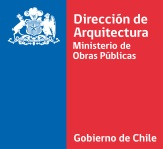 Dirección de
Arquitectura
Ministerio de
Obras Públicas
Gobierno de Chile